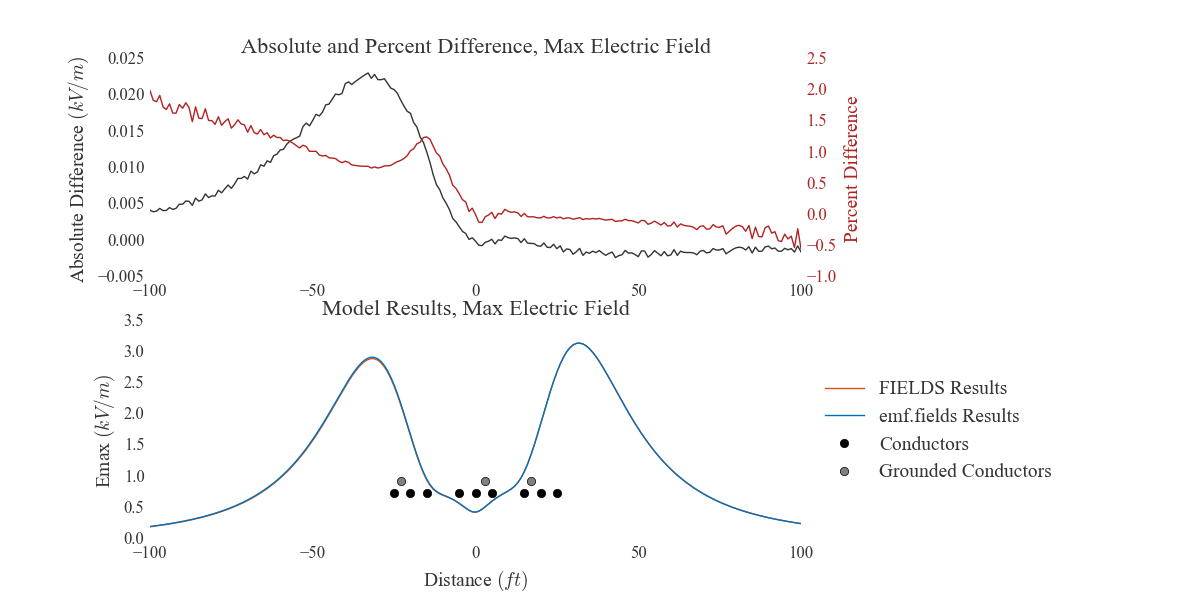 Absolute and Percent Difference, Max Electric Field
0.025
0.020
0.015
0.010
0.005
0.000
−0.005
Absolute Difference (kV/m)
2.5
2.0
1.5
1.0
0.5
0.0
−0.5
−1.0
Percent Difference
−100 −50 0 50 100
Model Results, Max Electric Field
3.5
3.0
2.5
2.0
1.5
1.0
0.5
0.0
Emax (kV/m)
−100 −50 0 50 100
Distance (ft)
FIELDS Results
emf.fields Results
Conductors
Grounded Conductors